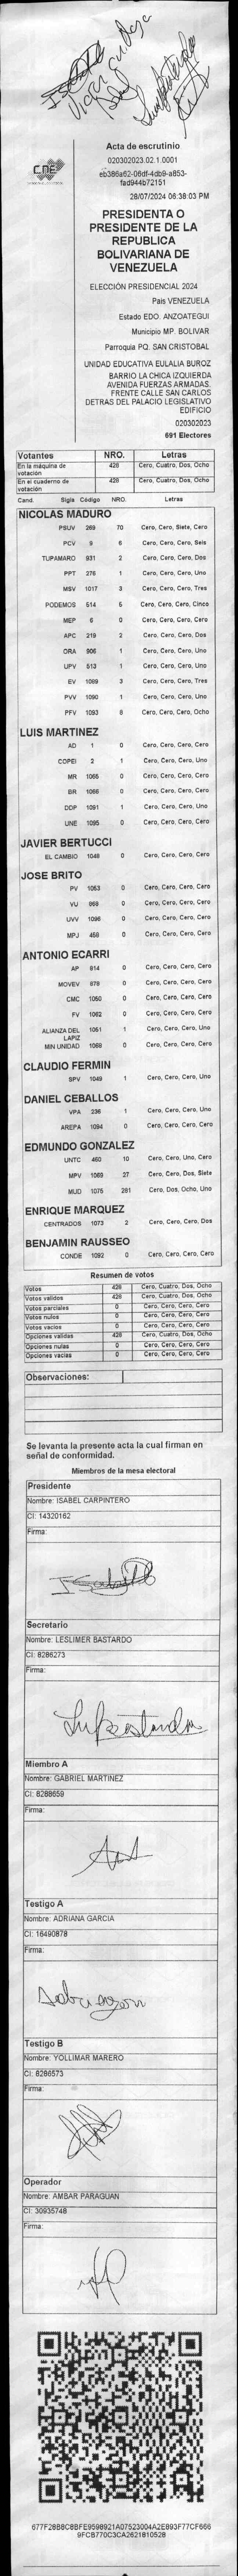 CNE
Acta de escrutinio
020302023.02.1.0001
eb386a62-06df-4db9-a853-
fad944b72151
28/07/2024 06:38:03 PM
PRESIDENTA O
PRESIDENTE DE LA
REPUBLICA
BOLIVARIANA DE
VENEZUELA
ELECCIÓN PRESIDENCIAL 2024
Pais VENEZUELA
Estado EDO. ANZOATEGUI
Municipio MP. BOLIVAR
Parroquia PQ. SAN CRISTOBAL
UNIDAD EDUCATIVA EULALIA BUROZ
BARRIO LA CHICA IZQUIERDA
AVENIDA FUERZAS ARMADAS.
FRENTE CALLE SAN CARLOS
DETRAS DEL PALACIO LEGISLATIVO
EDIFICIO
020302023
691 Electores
Votantes NRO. Letras
En la máquina de votación 428 Cero, Cuatro, Dos, Ocho
En el cuaderno de votación 428 Cero, Cuatro, Dos, Ocho
Cand. Sigla Código NRO. Letras
NICOLAS MADURO
PSUV 269 70 Cero, Cero, Siete, Cero
PCV 9 6 Cero, Cero, Cero, Seis
TUPAMARO 931 2 Cero, Cero, Cero, Dos
PPT 276 1 Cero, Cero, Cero, Uno
MSV 1017 3 Cero, Cero, Cero, Tres
PODEMOS 514 5 Cero, Cero, Cero, Cinco
MEP 6 0 Cero, Cero, Cero, Cero
APC 219 2 Cero, Cero, Cero, Dos
ORA 906 1 Cero, Cero, Cero, Uno
UPV 513 1 Cero, Cero, Cero, Uno
EV 1089 3 Cero, Cero, Cero, Tres
PVV 1090 1 Cero, Cero, Cero, Uno
PFV 1093 8 Cero, Cero, Cero, Ocho
LUIS MARTINEZ
AD 1 0 Cero, Cero, Cero, Cero
COPEI 2 1 Cero, Cero, Cero, Uno
MR 1065 0 Cero, Cero, Cero, Cero
BR 1066 0 Cero, Cero, Cero, Cero
DDP 1091 1 Cero, Cero, Cero, Uno
UNE 1095 0 Cero, Cero, Cero, Cero
JAVIER BERTUCCI
EL CAMBIO 1048 0 Cero, Cero, Cero, Cero
JOSE BRITO
PV 1053 0 Cero, Cero, Cero, Cero
VU 868 0 Cero, Cero, Cero, Cero
UVV 1096 0 Cero, Cero, Cero, Cero
MPJ 458 0 Cero, Cero, Cero, Cero
ANTONIO ECARRI
AP 814 0 Cero, Cero, Cero, Cero
MOVEV 878 0 Cero, Cero, Cero, Cero
CMC 1050 0 Cero, Cero, Cero, Cero
FV 1062 0 Cero, Cero, Cero, Cero
ALIANZA DEL LAPIZ 1051 1 Cero, Cero, Cero, Uno
MIN UNIDAD 1069 0 Cero, Cero, Cero, Cero
CLAUDIO FERMIN
SPV 1049 1 Cero, Cero, Cero, Uno
DANIEL CEBALLOS
VPA 236 1 Cero, Cero, Cero, Uno
AREPA 1094 0 Cero, Cero, Cero, Cero
EDMUNDO GONZALEZ
UNTC 460 10 Cero, Cero, Uno, Cero
MPV 1069 27 Cero, Cero, Dos, Siete
MUD 1075 281 Cero, Dos, Ocho, Uno
ENRIQUE MARQUEZ
CENTRADOS 1073 2 Cero, Cero, Cero, Dos
BENJAMIN RAUSSEO
CONDE 1092 0 Cero, Cero, Cero, Cero
Resumen de votos
Votos 428 Cero, Cuatro, Dos, Ocho
Votos validos 428 Cero, Cuatro, Dos, Ocho
Votos parciales 0 Cero, Cero, Cero, Cero
Votos nulos 0 Cero, Cero, Cero, Cero
Votos vacios 0 Cero, Cero, Cero, Cero
Opciones validas 428 Cero, Cuatro, Dos, Ocho
Opciones nulas 0 Cero, Cero, Cero, Cero
Opciones vacias 0 Cero, Cero, Cero, Cero
Observaciones:
Se levanta la presente acta la cual firman en
señal de conformidad.
Miembros de la mesa electoral
Presidente
Nombre: ISABEL CARPINTERO
CI: 14320162
Firma:
Secretario
Nombre: LESLIMER BASTARDO
CI: 8286273
Firma:
Miembro A
Nombre: GABRIEL MARTINEZ
CI: 8288659
Firma:
Testigo A
Nombre: ADRIANA GARCIA
CI: 16490878
Firma:
Testigo B
Nombre: YOLLIMAR MARERO
CI: 8286573
Firma:
Operador
Nombre: AMBAR PARAGUAN
CI: 30935748
Firma:
677F28B8C8BFE9598921A07523004A2E893F77CF666
9FCB770C3CA2621810528